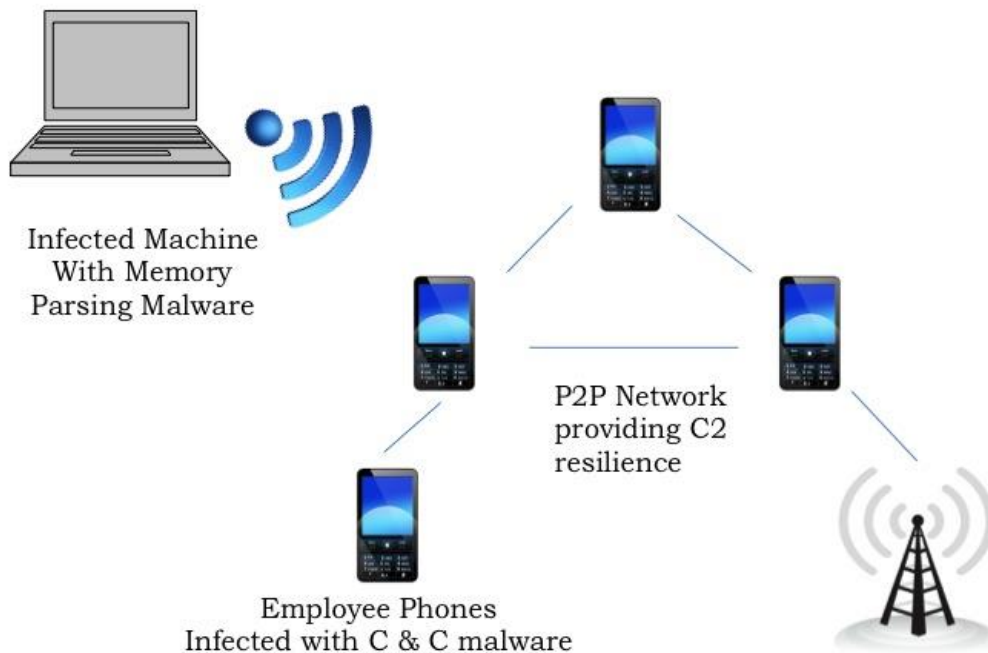 Infected Machine
With Memory
Parsing Malware
P2P Network
providing C2
resilience
Employee Phones
Infected with C & C malware